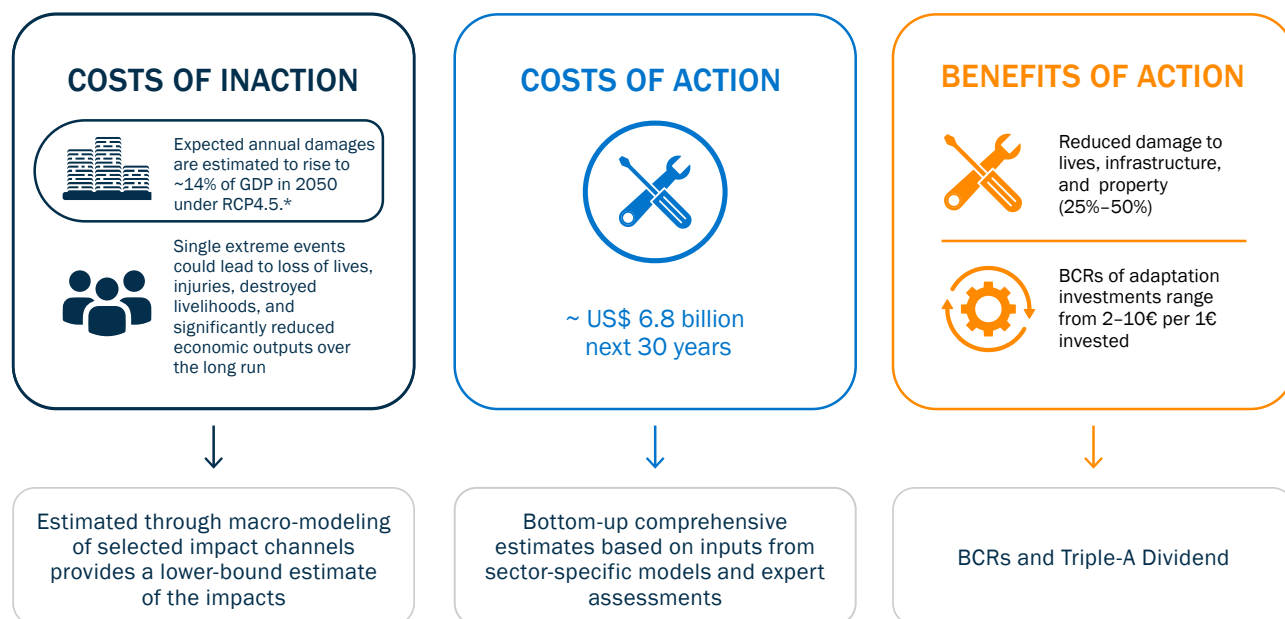 COSTS OF INACTION
Expected annual damages
are estimated to rise to
~14% of GDP in 2050
under RCP4.5.*
Single extreme events
could lead to loss of lives,
injuries, destroyed
livelihoods, and
significantly reduced
economic outputs over
the long run
Estimated through macro-modeling
of selected impact channels
provides a lower-bound estimate
of the impacts
COSTS OF ACTION
~ US$ 6.8 billion
next 30 years
Bottom-up comprehensive
estimates based on inputs from
sector-specific models and expert
assessments
BENEFITS OF ACTION
Reduced damage to
lives, infrastructure,
and property
(25%–50%)
BCRs of adaptation
investments range
from 2–10€ per 1€
invested
BCRs and Triple-A Dividend